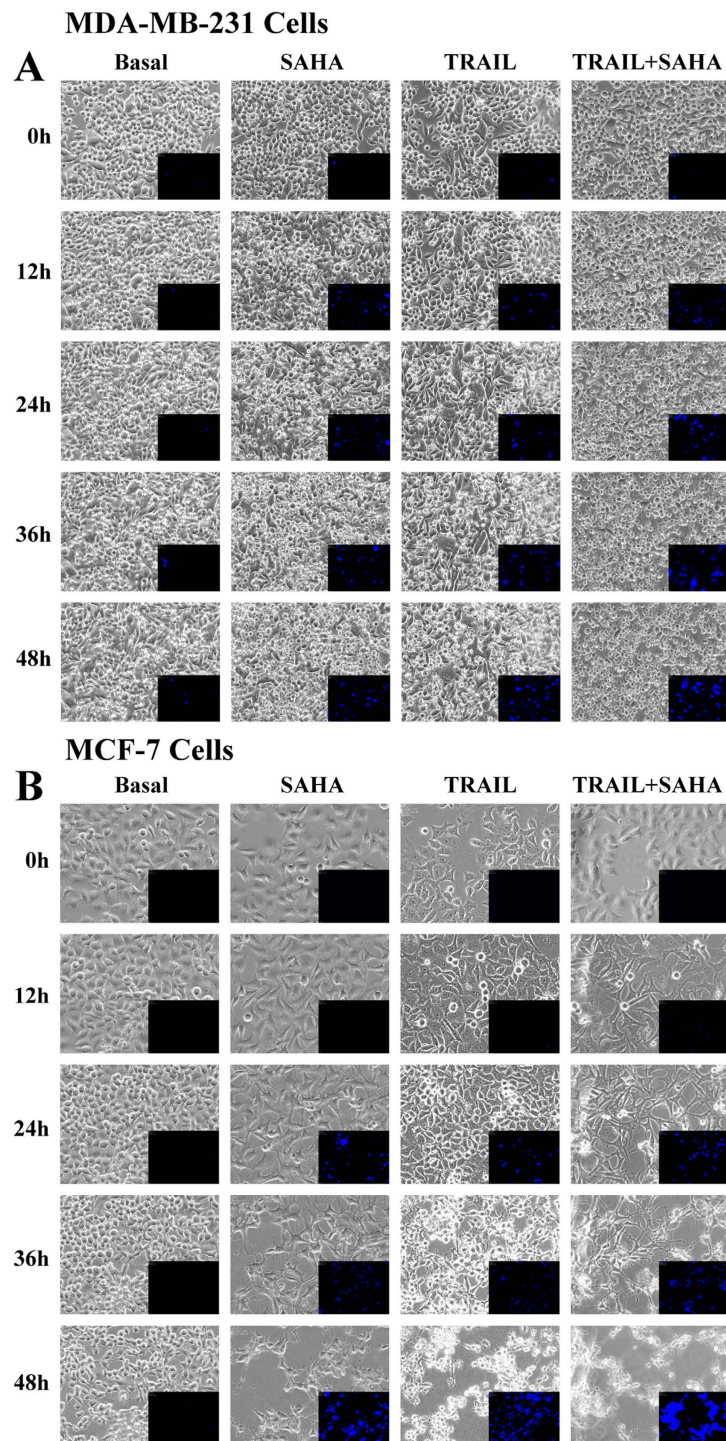 MDA-MB-231 Cells
A
Basal SAHA TRAIL TRAIL+SAHA
0h
12h
24h
36h
48h
MCF-7 Cells
B
Basal SAHA TRAIL TRAIL+SAHA
0h
12h
24h
36h
48h